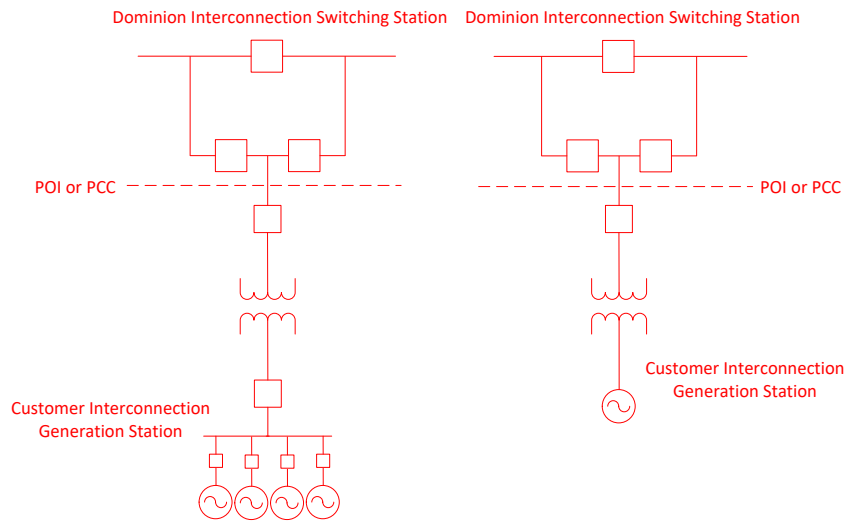 Dominion Interconnection Switching Station
Dominion Interconnection Switching Station
POI or PCC
POI or PCC
Customer Interconnection
Generation Station
Customer Interconnection
Generation Station